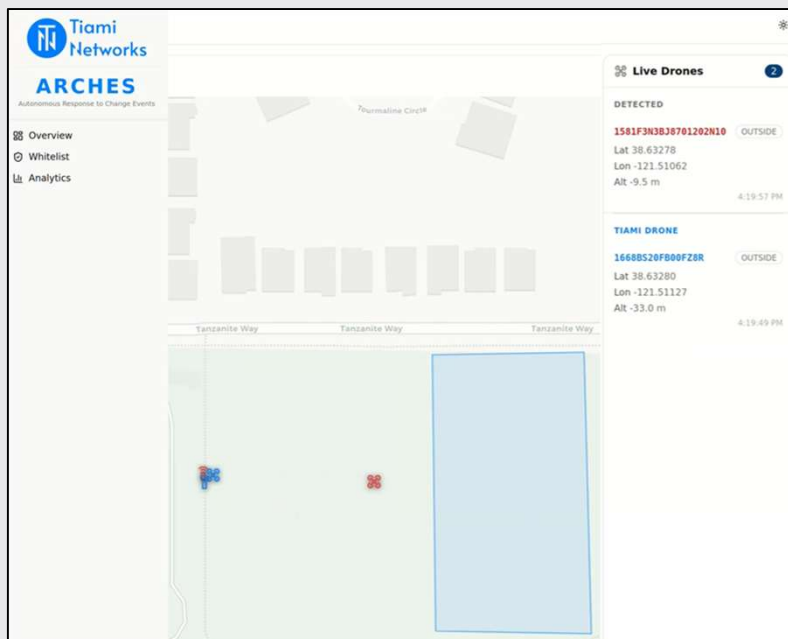 Tiami
Networks
ARCHES
Autonomous Response to Change Events
Overview
Whitelist
Analytics
Tourmaline Circle
Tanzanite Way
Tanzanite Way
Tanzanite Way
Live Drones
2
DETECTED
1581F3N3BJ8701202N10
OUTSIDE
Lat 38.63278
Lon -121.51062
Alt -9.5 m
4:19:57 PM
TIAMI DRONE
1668BS20FB00FZ8R
OUTSIDE
Lat 38.63280
Lon -121.51127
Alt -33.0 m
4:19:49 PM